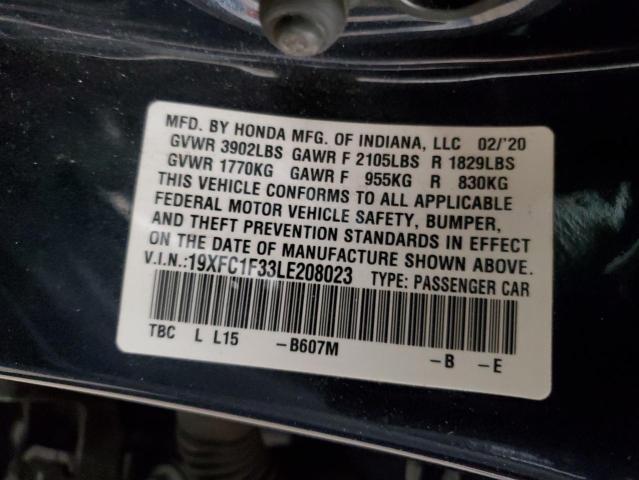 MFD. BY HONDA MFG. OF INDIANA, LLC 02/'20
GVWR 3902LBS GAWR F 2105LBS R 1829LBS
GVWR 1770KG GAWR F 955KG R 830KG
THIS VEHICLE CONFORMS TO ALL APPLICABLE
FEDERAL MOTOR VEHICLE SAFETY, BUMPER,
AND THEFT PREVENTION STANDARDS IN EFFECT
ON THE DATE OF MANUFACTURE SHOWN ABOVE.
V.I.N.:19XFC1F33LE208023 TYPE: PASSENGER CAR
TBC L L15 -B607M -B -E